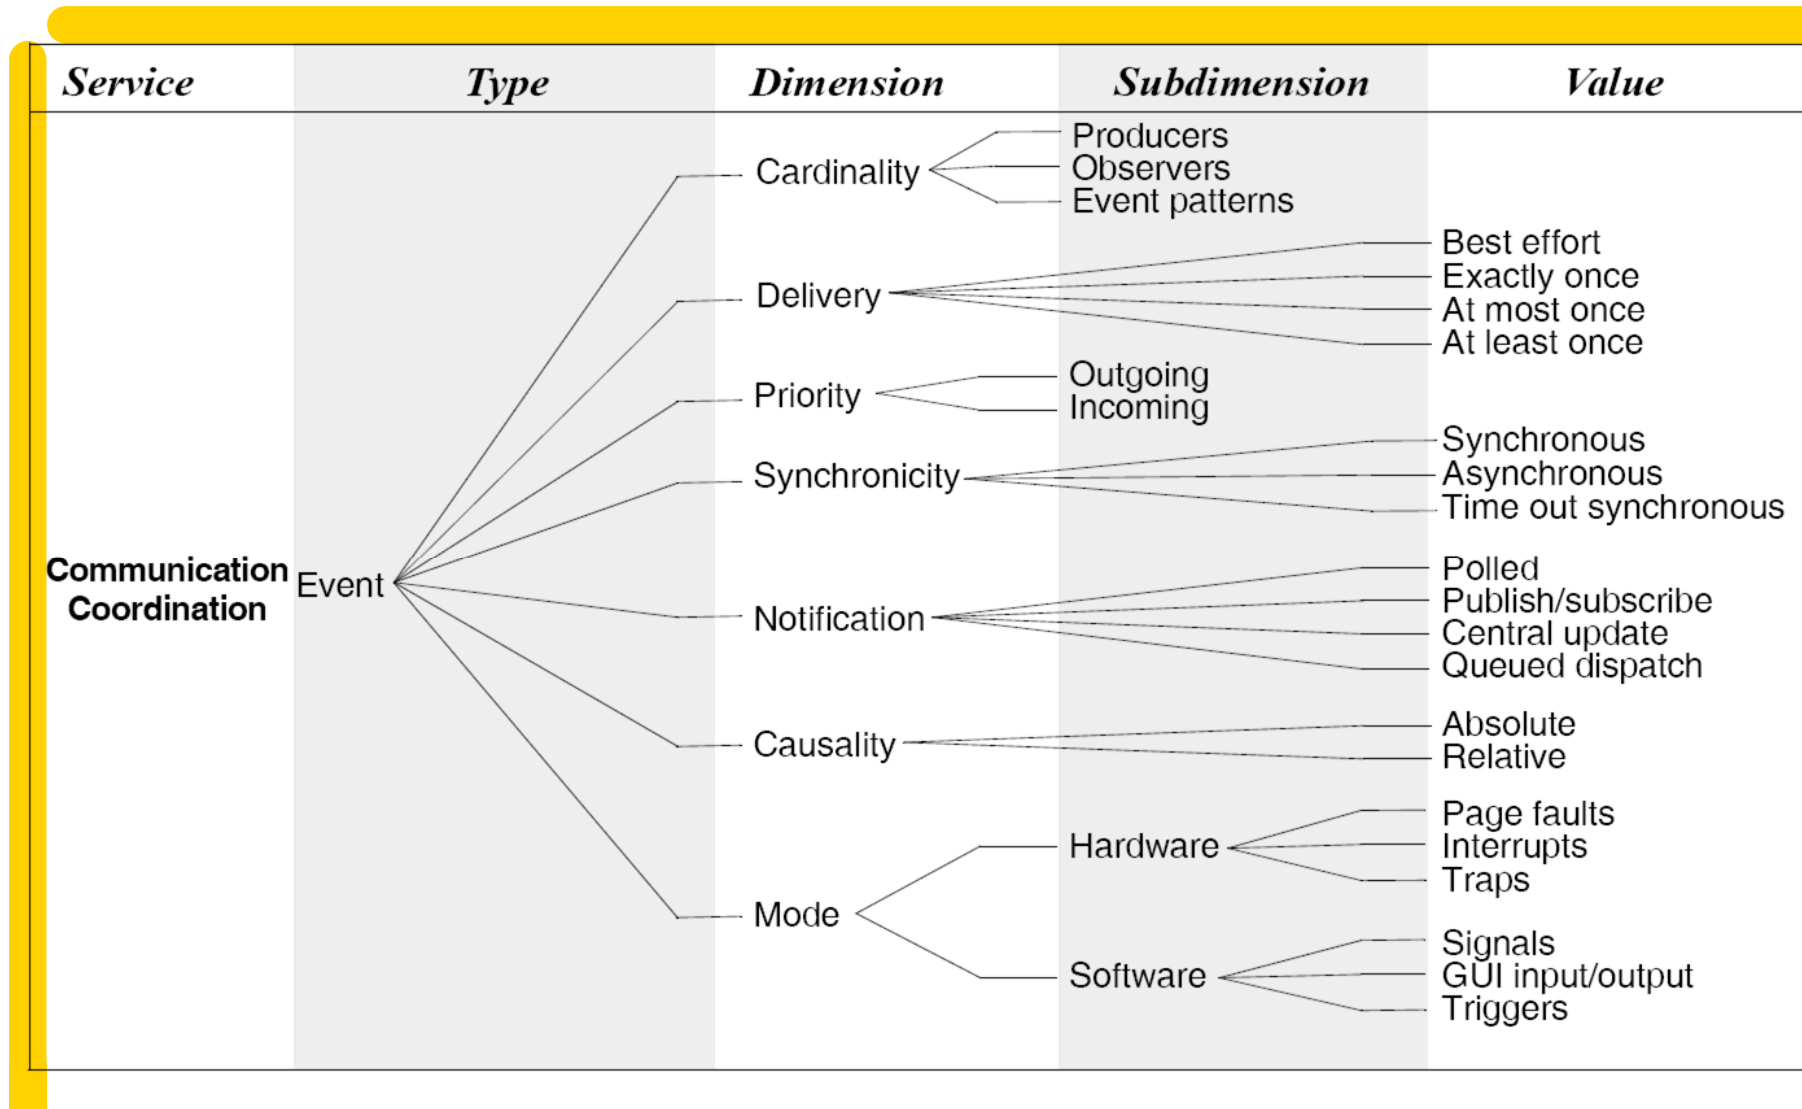 Service Type Dimension Subdimension Value
Cardinality
Producers
Observers
Event patterns
Delivery
Best effort
Exactly once
At most once
At least once
Priority
Outgoing
Incoming
Synchronicity
Synchronous
Asynchronous
Time out synchronous
Communication
Coordination
Event
Notification
Polled
Publish/subscribe
Central update
Queued dispatch
Causality
Absolute
Relative
Mode
Hardware
Page faults
Interrupts
Traps
Software
Signals
GUI input/output
Triggers